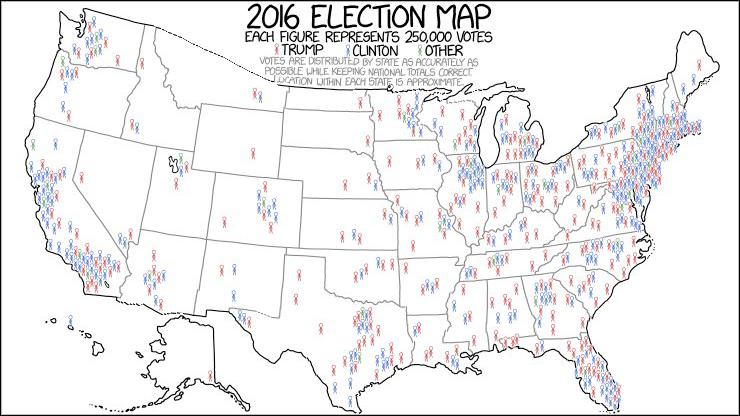 2016 ELECTION MAP
EACH FIGURE REPRESENTS 250,000 VOTES
TRUMP CLINTON OTHER
VOTES ARE DISTRIBUTED BY STATE AS ACCURATELY AS
POSSIBLE WHILE KEEPING NATIONAL TOTALS CORRECT.
LOCATION WITHIN EACH STATE IS APPROXIMATE